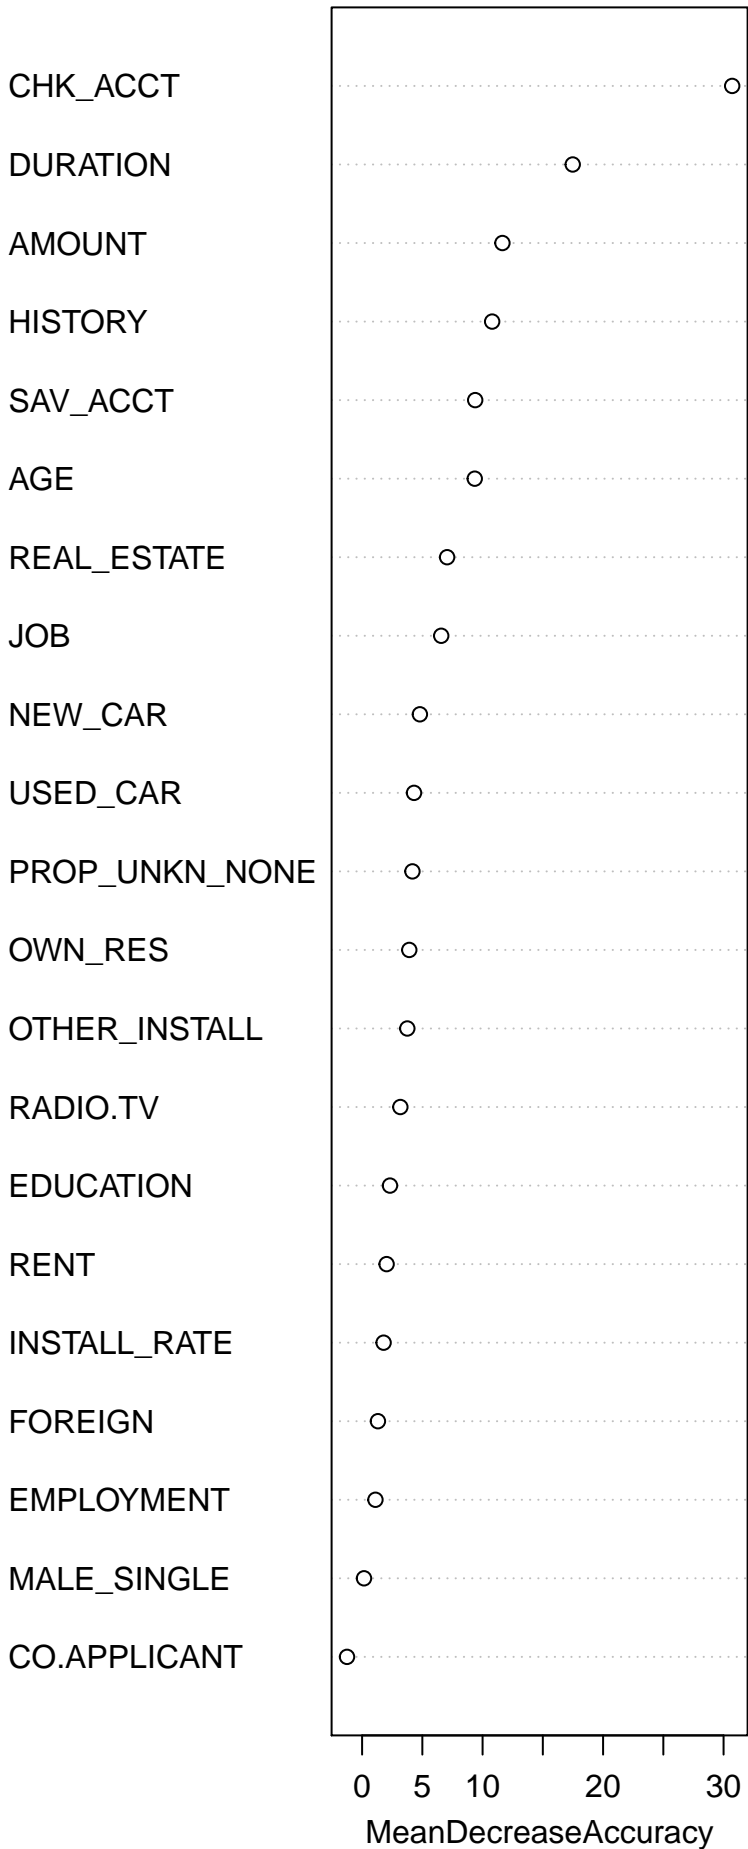 CHK_ACCT
DURATION
AMOUNT
HISTORY
SAV_ACCT
AGE
REAL_ESTATE
JOB
NEW_CAR
USED_CAR
PROP_UNKN_NONE
OWN_RES
OTHER_INSTALL
RADIO.TV
EDUCATION
RENT
INSTALL_RATE
FOREIGN
EMPLOYMENT
MALE_SINGLE
CO.APPLICANT
0 5 10 20 30
MeanDecreaseAccuracy